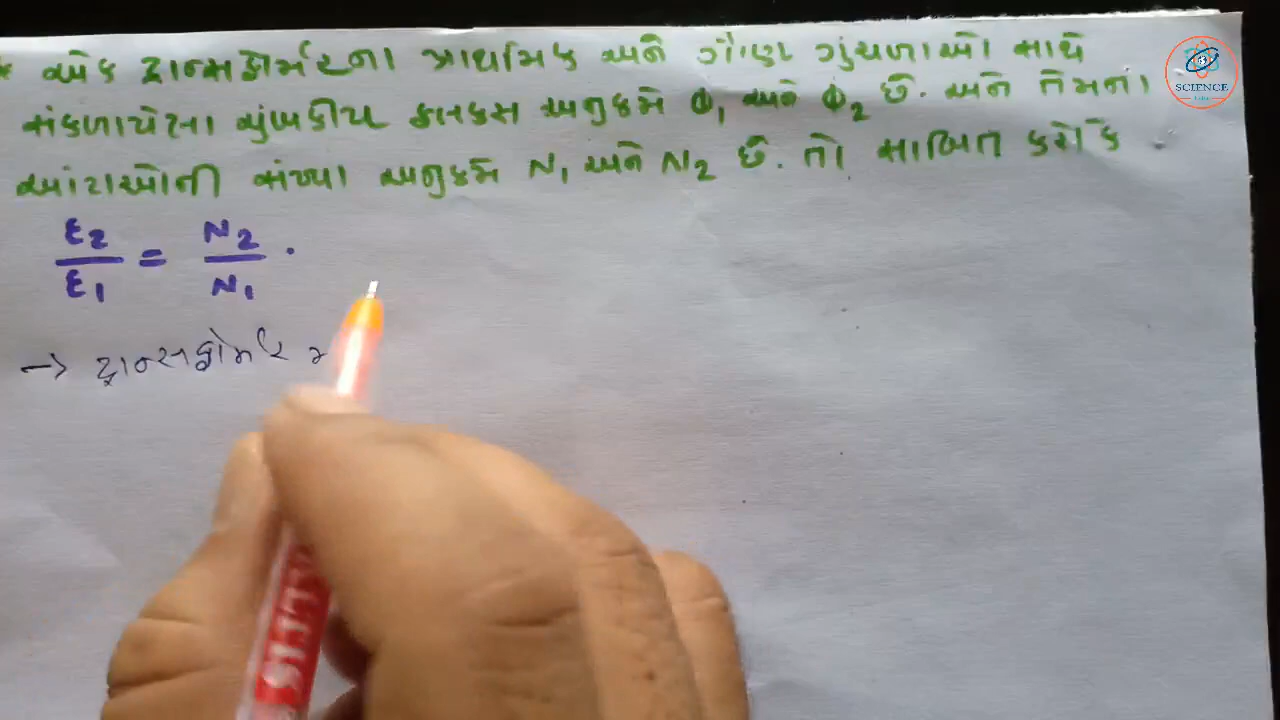 * એક ટ્રાન્સફોર્મરના પ્રાથમિક અને ગૌણ ગુંચળાઓ સાથે
સંકળાયેલા ચુંબકીય ફ્લક્સ અનુક્રમે Φ₁ અને Φ₂ છે. અને તેમના
આંટાઓની સંખ્યા અનુક્રમે N₁ અને N₂ છે. તો સાબિત કરો કે
ε₂/ε₁ = N₂/N₁ .
→ ટ્રાન્સફોર્મર
SCIENCE